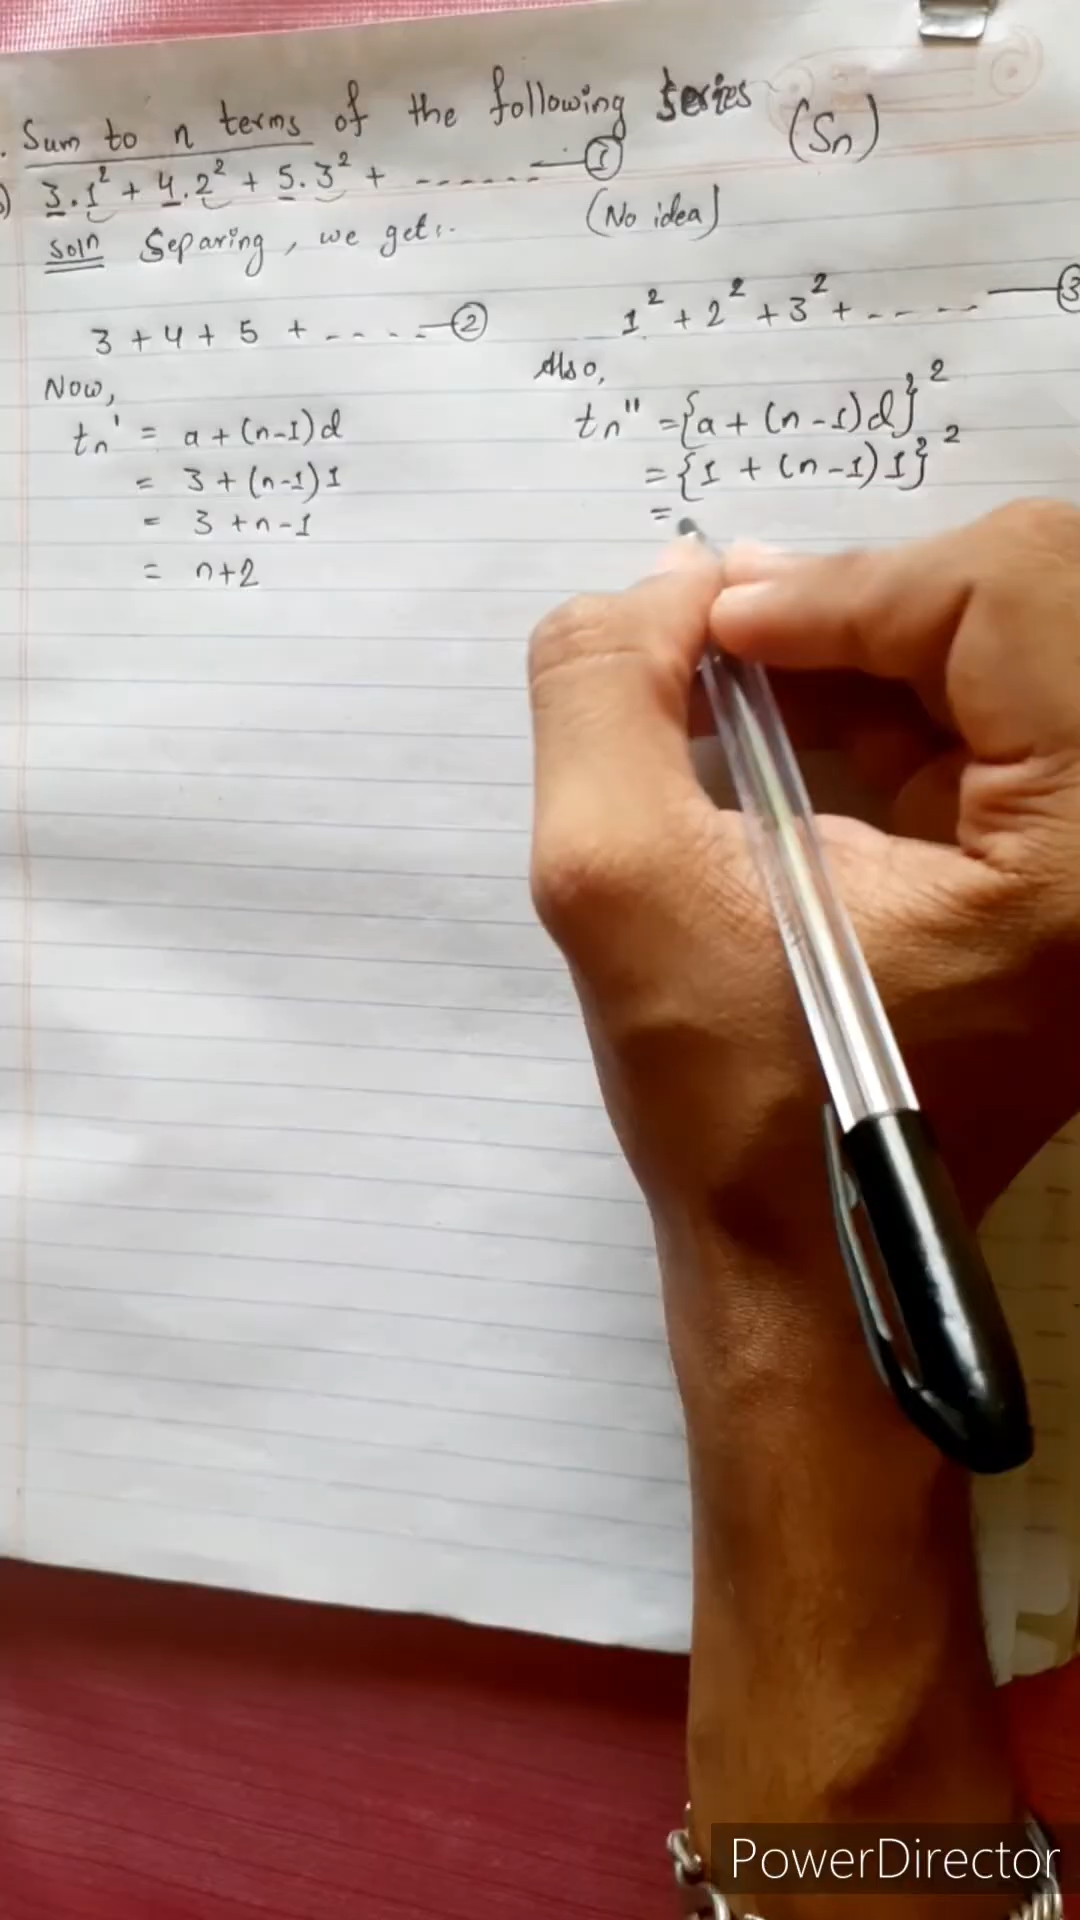 Sum to n terms of the following series (Sn)
3.1² + 4.2² + 5.3² + ------- ①
(No idea)
Soln Separing, we get:-
3 + 4 + 5 + ----- ②
1² + 2² + 3² + ----- ③
Now,
tn' = a + (n-1)d
= 3 + (n-1)1
= 3 + n-1
= n+2
Also,
tn" = {a + (n-1)d}²
= {1 + (n-1)1}²
=
PowerDirector